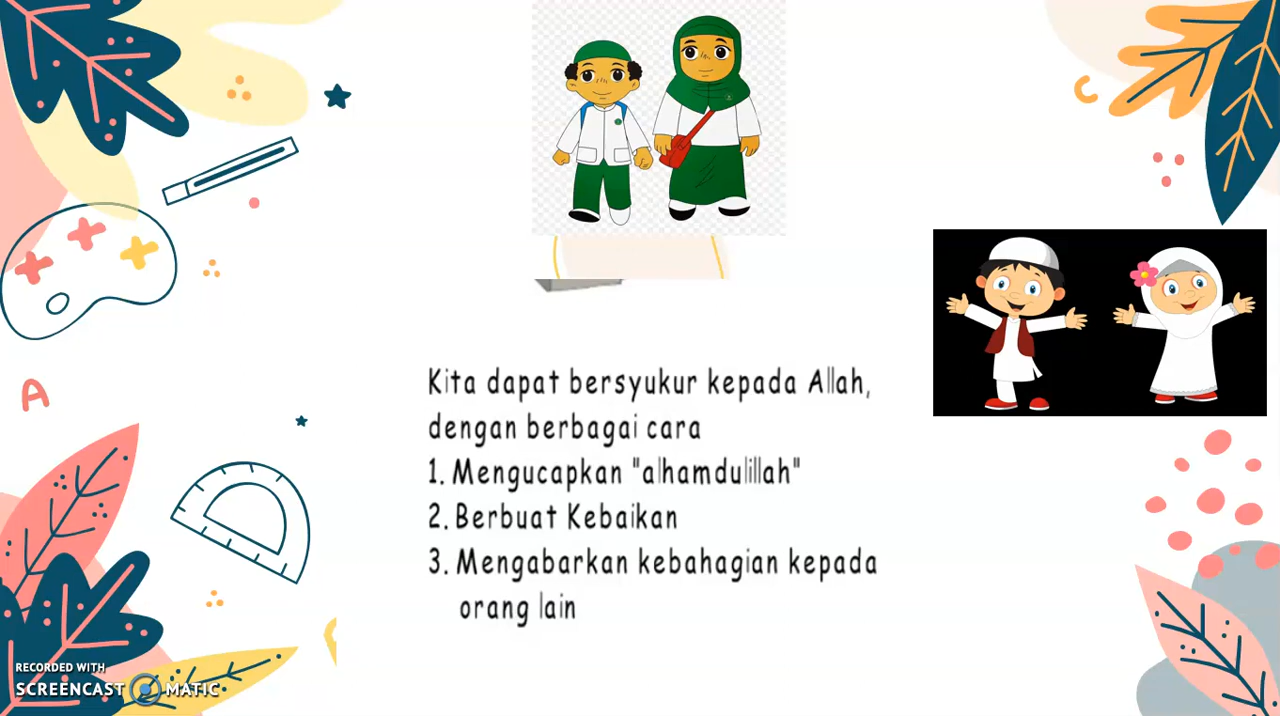 Kita dapat bersyukur kepada Allah,
dengan berbagai cara
1. Mengucapkan "alhamdulillah"
2. Berbuat Kebaikan
3. Mengabarkan kebahagian kepada
orang lain
A
RECORDED WITH
SCREENCAST MATIC